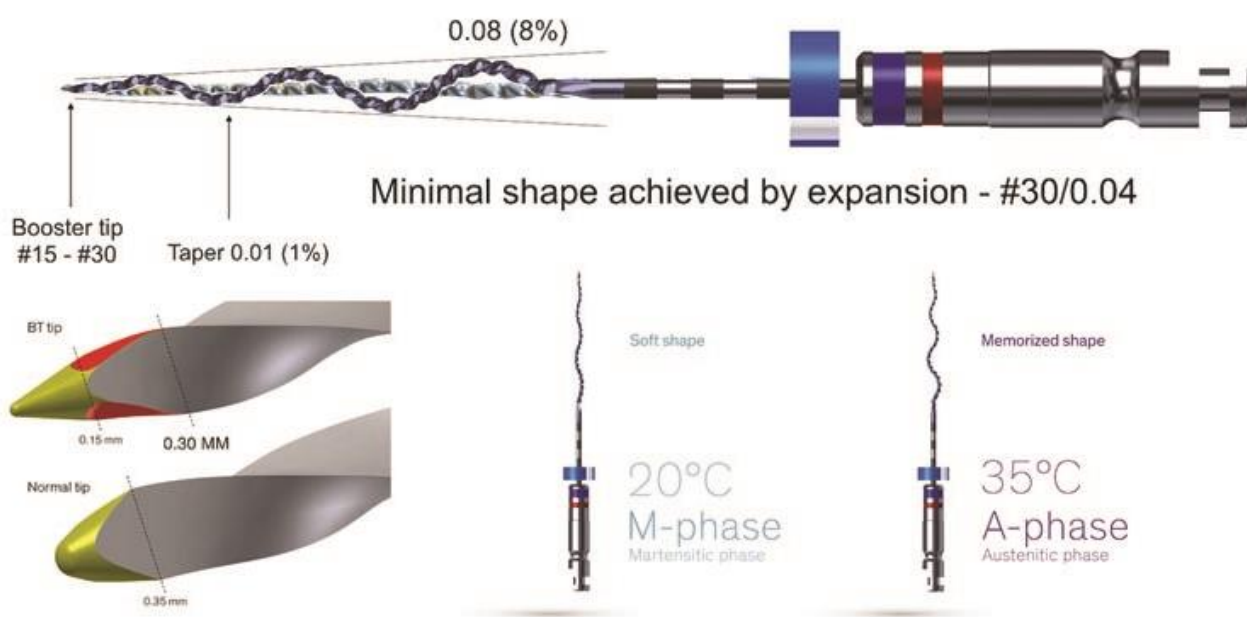 0.08 (8%)
Minimal shape achieved by expansion - #30/0.04
Booster tip
#15 - #30
Taper 0.01 (1%)
BT tip
0.15 mm
0.30 MM
Normal tip
0.35 mm
Soft shape
20°C
M-phase
Martensitic phase
Memorized shape
35°C
A-phase
Austenitic phase